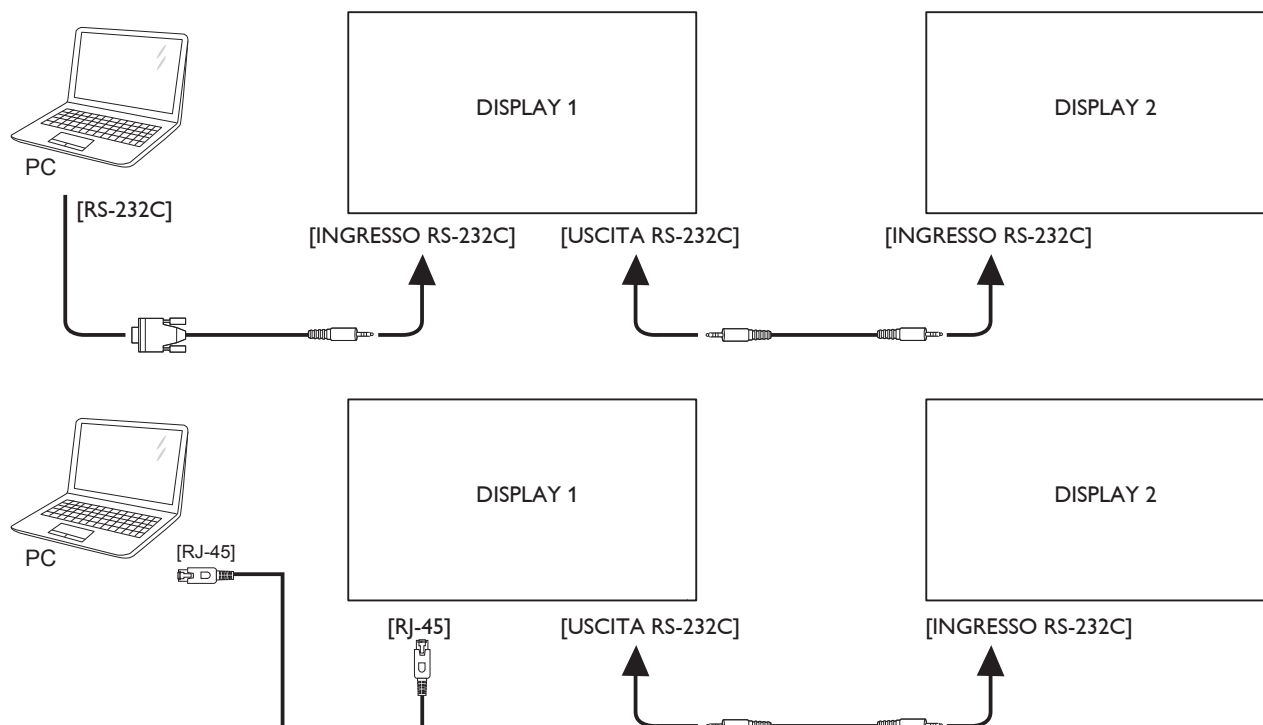 DISPLAY 1
DISPLAY 2
PC
[RS-232C]
[INGRESSO RS-232C]
[USCITA RS-232C]
[INGRESSO RS-232C]
DISPLAY 1
DISPLAY 2
PC
[RJ-45]
[RJ-45]
[USCITA RS-232C]
[INGRESSO RS-232C]